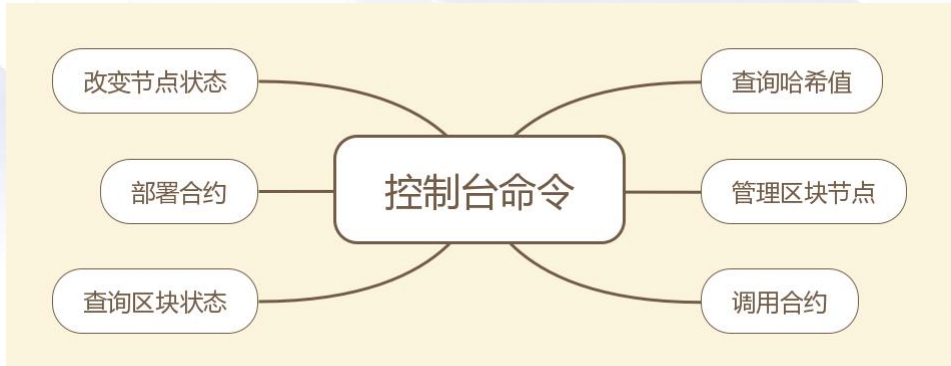 改变节点状态
部署合约
查询区块状态
控制台命令
查询哈希值
管理区块节点
调用合约